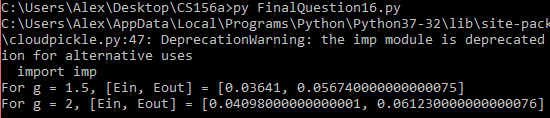 C:\Users\Alex\Desktop\CS156a>py FinalQuestion16.py
C:\Users\Alex\AppData\Local\Programs\Python\Python37-32\lib\site-pac
\cloudpickle.py:47: DeprecationWarning: the imp module is deprecated
ion for alternative uses
  import imp
For g = 1.5, [Ein, Eout] = [0.03641, 0.056740000000000075]
For g = 2, [Ein, Eout] = [0.04098000000000001, 0.061230000000000076]